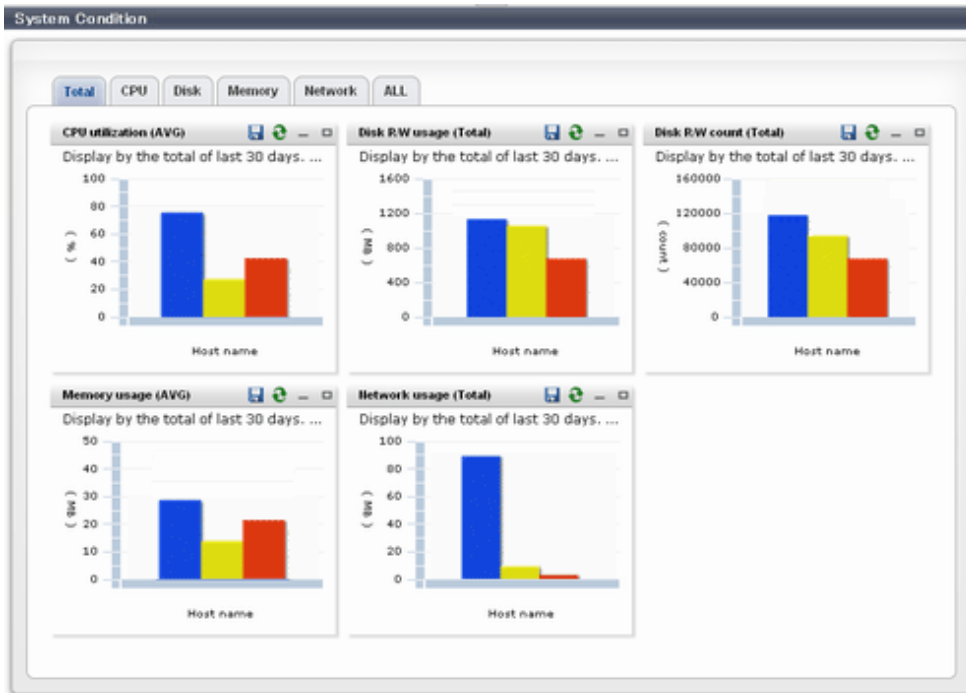 System Condition
Total CPU Disk Memory Network ALL
CPU utilization (AVG)
Display by the total of last 30 days. ...
100
80
60
40
20
0
( % )
Host name
Disk R/W usage (Total)
Display by the total of last 30 days. ...
1600
1200
800
400
0
( MB )
Host name
Disk R/W count (Total)
Display by the total of last 30 days. ...
160000
120000
80000
40000
0
( count )
Host name
Memory usage (AVG)
Display by the total of last 30 days. ...
50
40
30
20
10
0
( MB )
Host name
Network usage (Total)
Display by the total of last 30 days. ...
100
80
60
40
20
0
( MB )
Host name